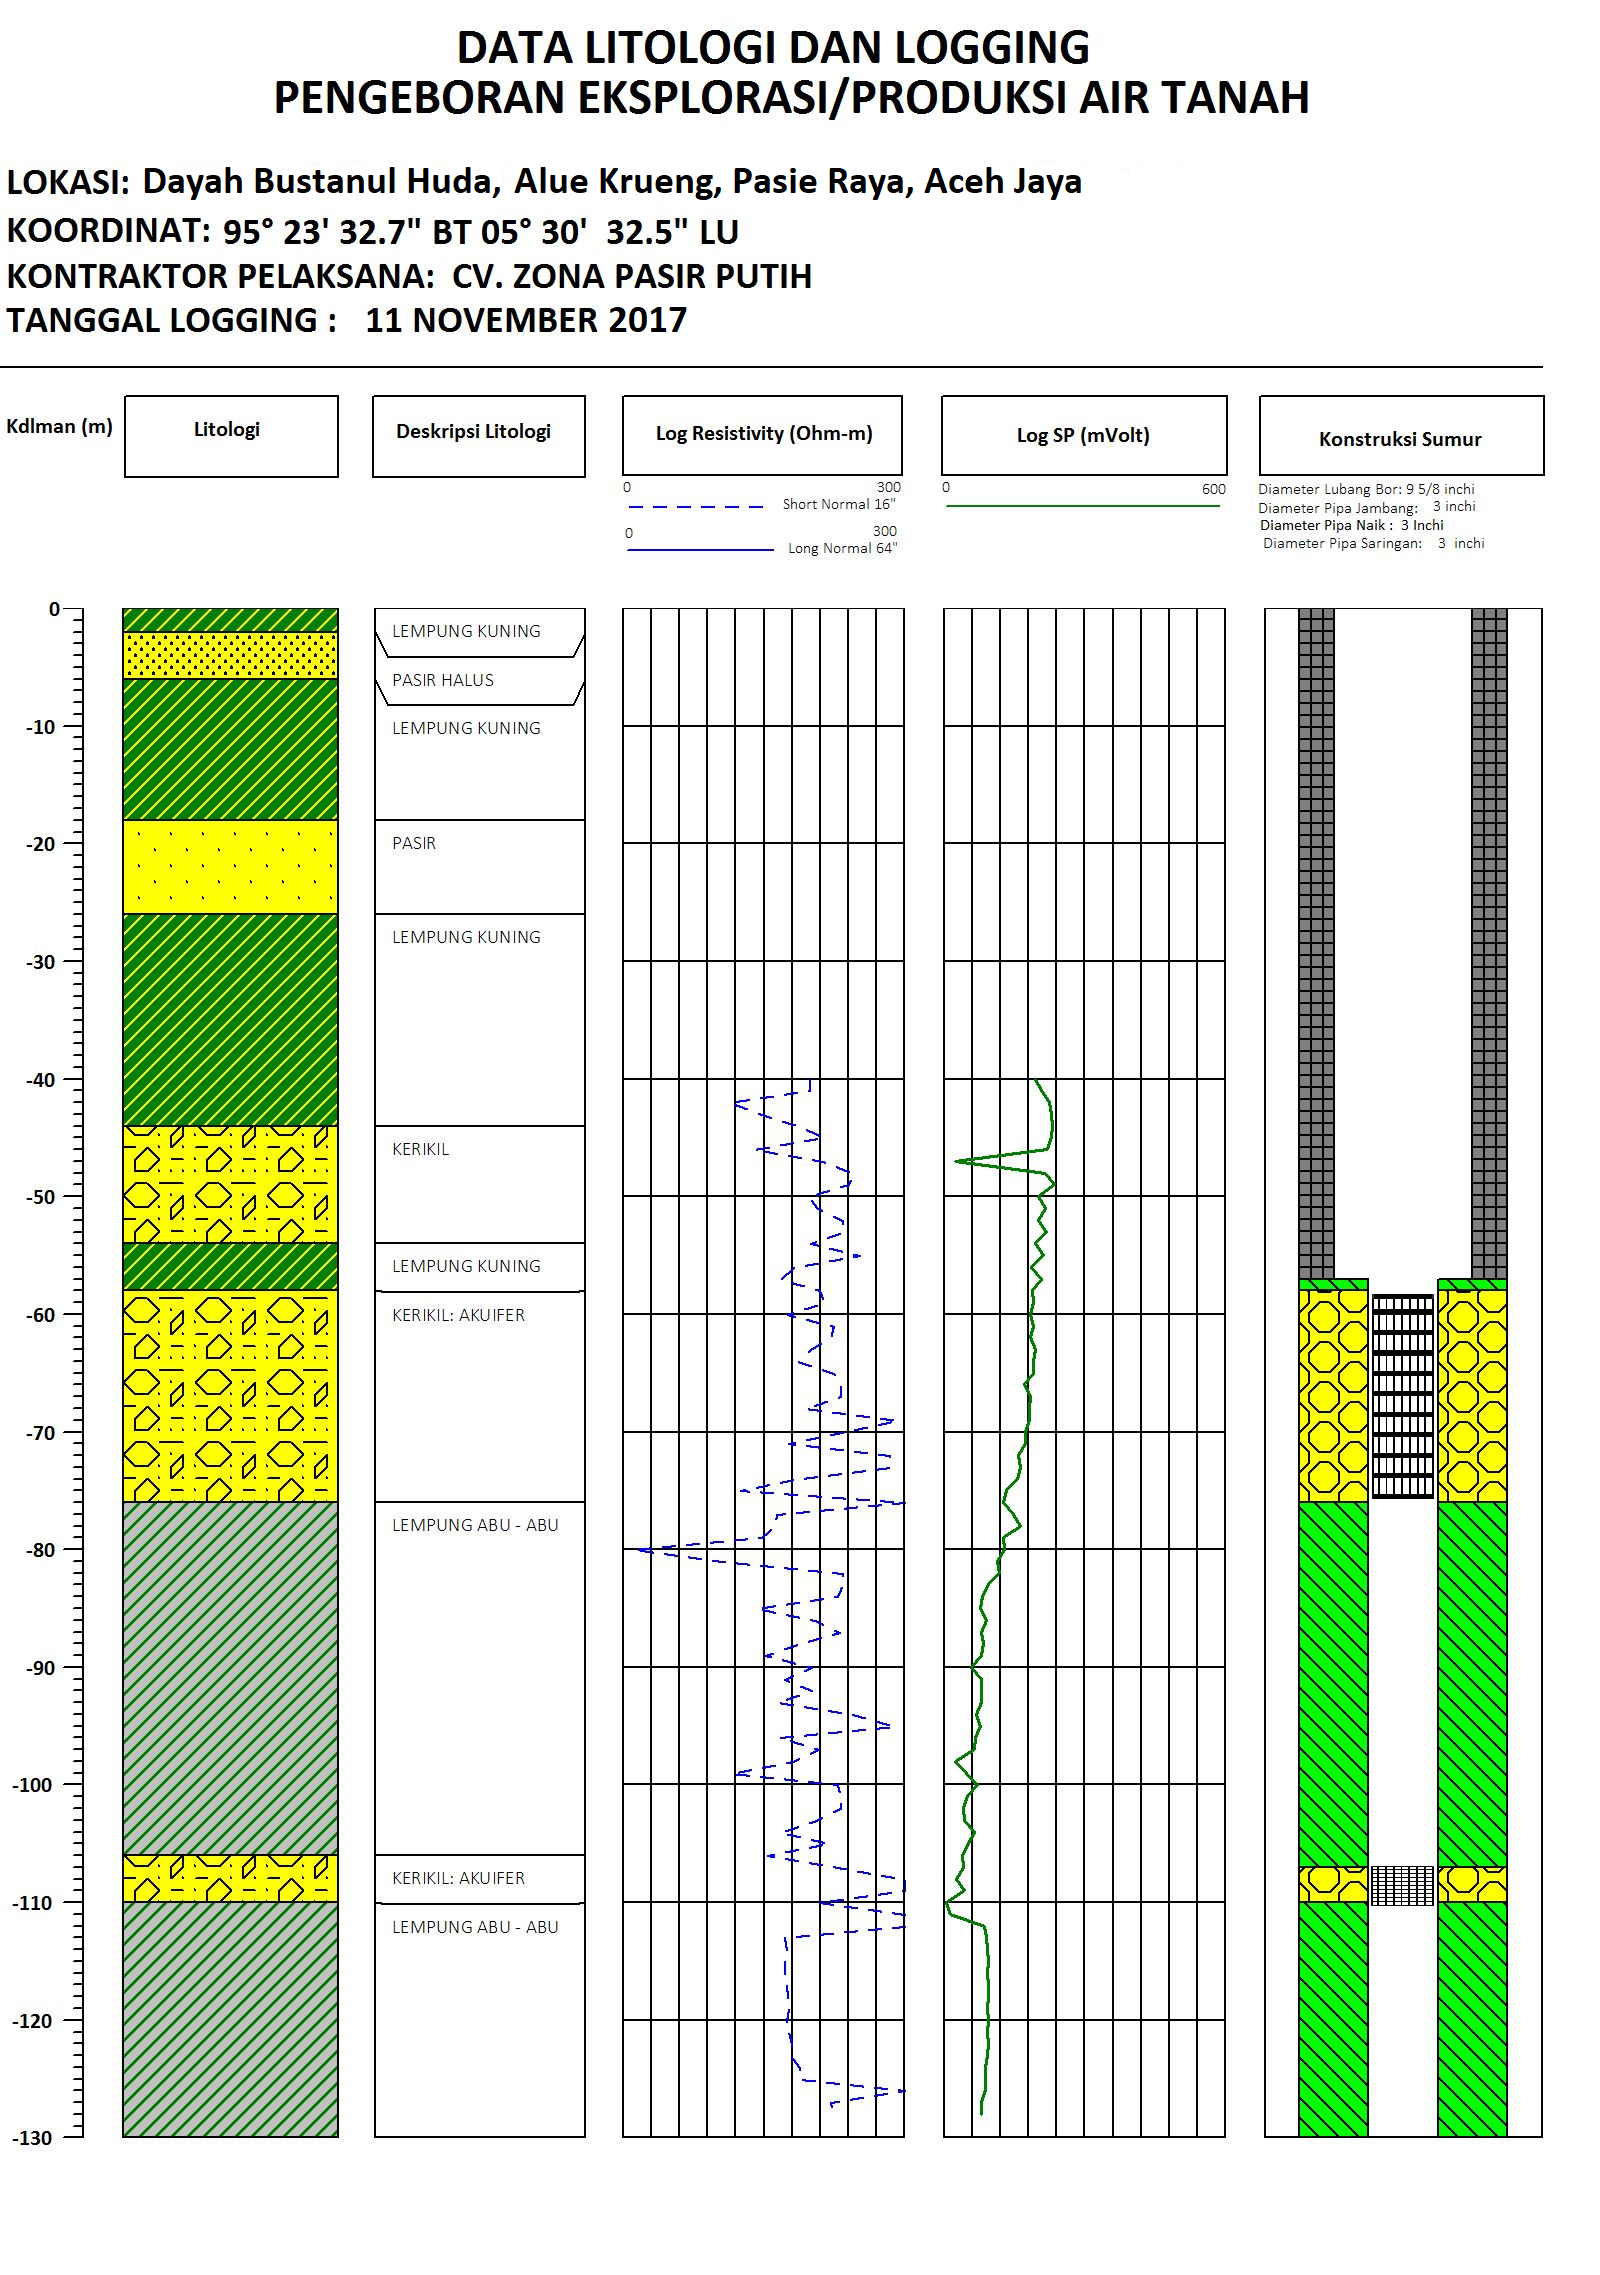 DATA LITOLOGI DAN LOGGING
PENGEBORAN EKSPLORASI/PRODUKSI AIR TANAH
LOKASI: Dayah Bustanul Huda, Alue Krueng, Pasie Raya, Aceh Jaya
KOORDINAT: 95° 23' 32.7" BT 05° 30' 32.5" LU
KONTRAKTOR PELAKSANA: CV. ZONA PASIR PUTIH
TANGGAL LOGGING : 11 NOVEMBER 2017
Kdlman (m)
Litologi
Deskripsi Litologi
Log Resistivity (Ohm-m)
Log SP (mVolt)
Konstruksi Sumur
0 300
Short Normal 16"
0 300
Long Normal 64"
0 600
Diameter Lubang Bor: 9 5/8 inchi
Diameter Pipa Jambang: 3 inchi
Diameter Pipa Naik : 3 Inchi
Diameter Pipa Saringan: 3 inchi
0
-10
-20
-30
-40
-50
-60
-70
-80
-90
-100
-110
-120
-130
LEMPUNG KUNING
PASIR HALUS
LEMPUNG KUNING
PASIR
LEMPUNG KUNING
KERIKIL
LEMPUNG KUNING
KERIKIL: AKUIFER
LEMPUNG ABU - ABU
KERIKIL: AKUIFER
LEMPUNG ABU - ABU